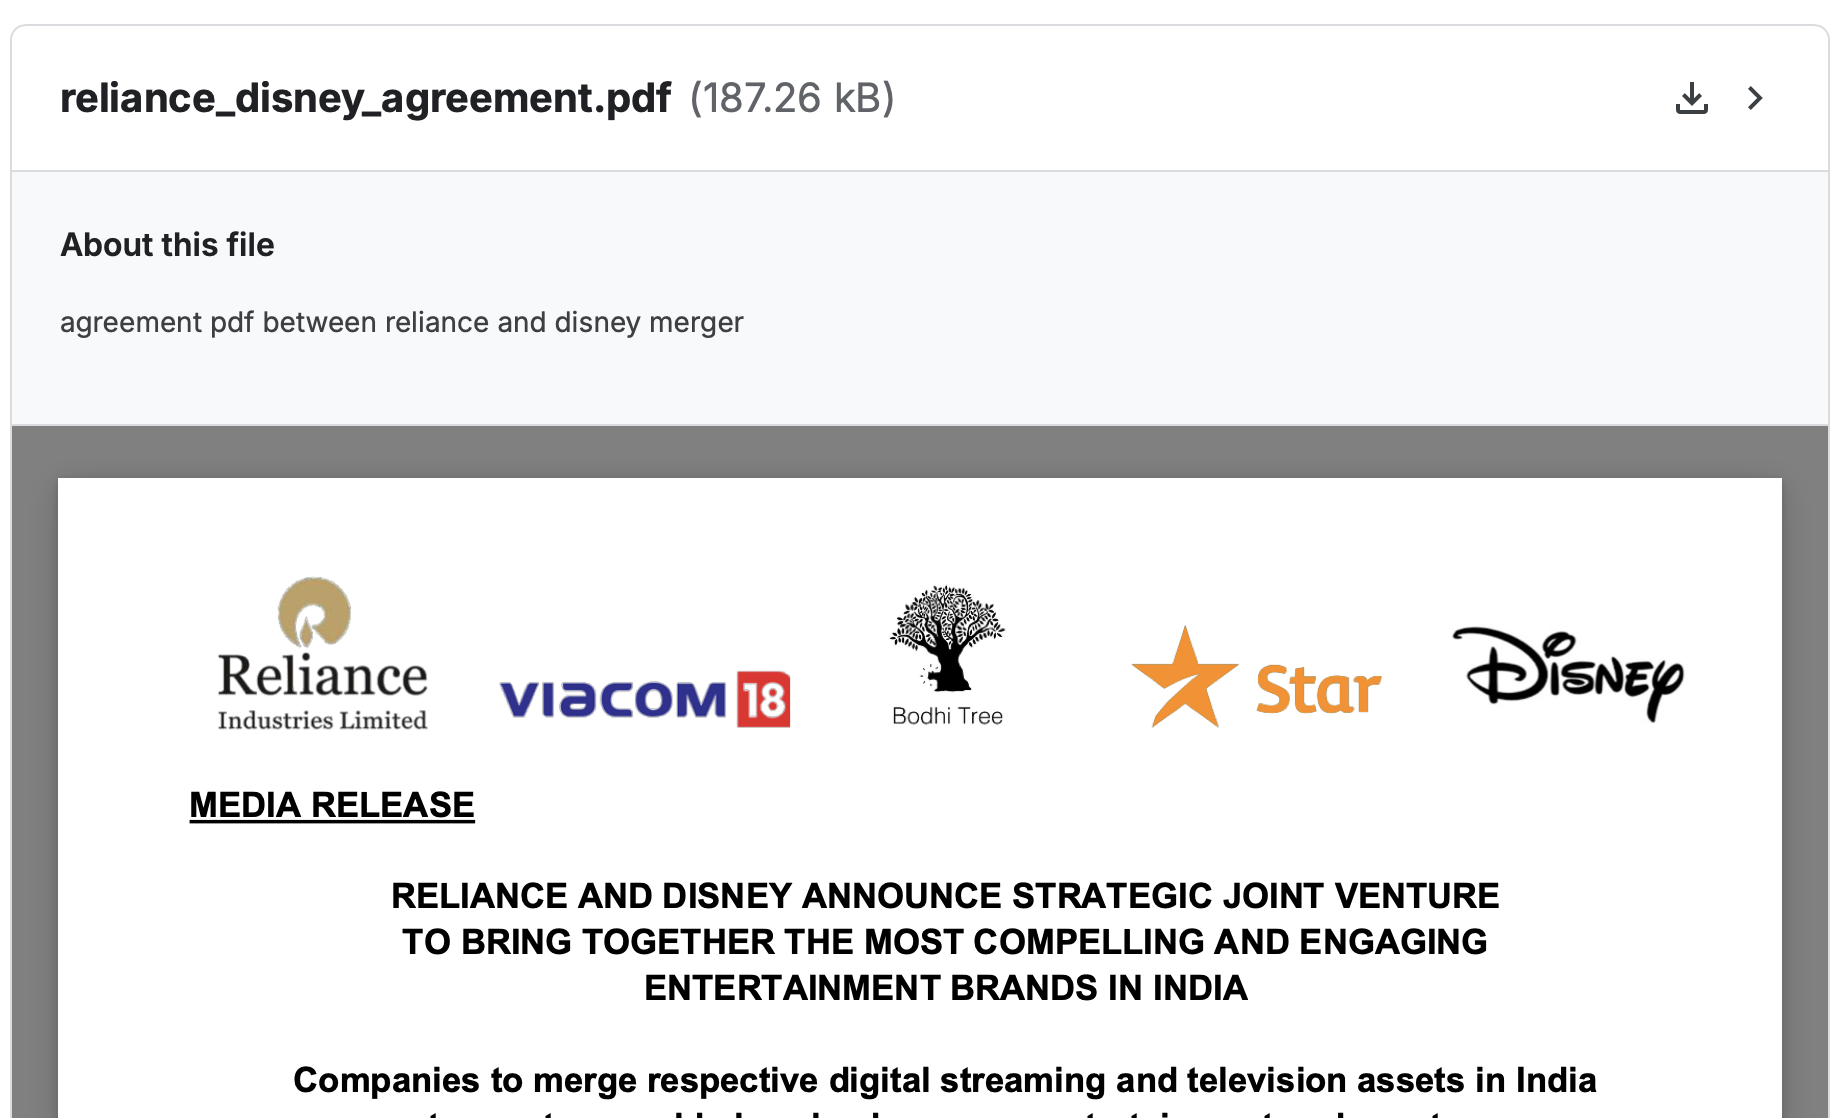 reliance_disney_agreement.pdf (187.26 kB)
About this file
agreement pdf between reliance and disney merger
Reliance
Industries Limited
VIACOM 18
Bodhi Tree
Star
Disney
MEDIA RELEASE
RELIANCE AND DISNEY ANNOUNCE STRATEGIC JOINT VENTURE
TO BRING TOGETHER THE MOST COMPELLING AND ENGAGING
ENTERTAINMENT BRANDS IN INDIA
Companies to merge respective digital streaming and television assets in India